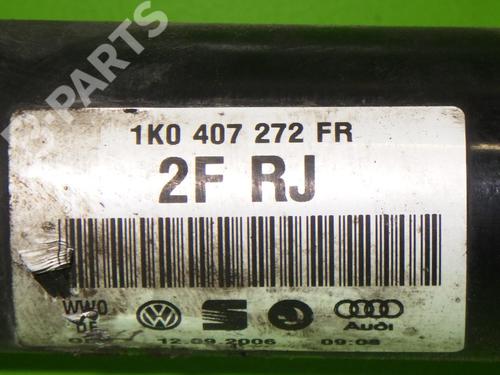 B-PARTS
1K0 407 272 FR
2F RJ
WWO
Audi
12.09.2006 09:08